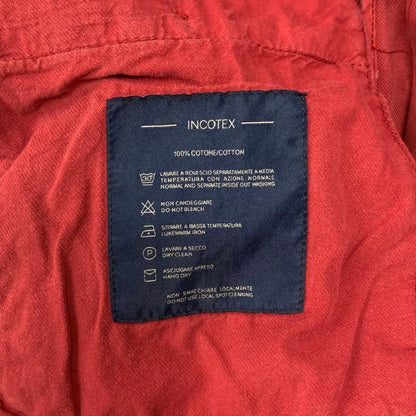 INCOTEX
100% COTONE/COTTON
30
LAVARE A ROVESCIO SEPARATAMENTE A MEDIA
TEMPERATURA CON AZIONE NORMALE
NORMAL AND SEPARATE INSIDE OUT WASHING
NON CANDEGGIARE
DO NOT BLEACH
STIRARE A BASSA TEMPERATURA
LUKEWARM IRON
P
LAVARE A SECCO
DRY CLEAN
ASCIUGARE APPESO
HANG DRY
NON SMACCHIARE LOCALMENTE
DO NOT USE LOCAL SPOT CLEANING